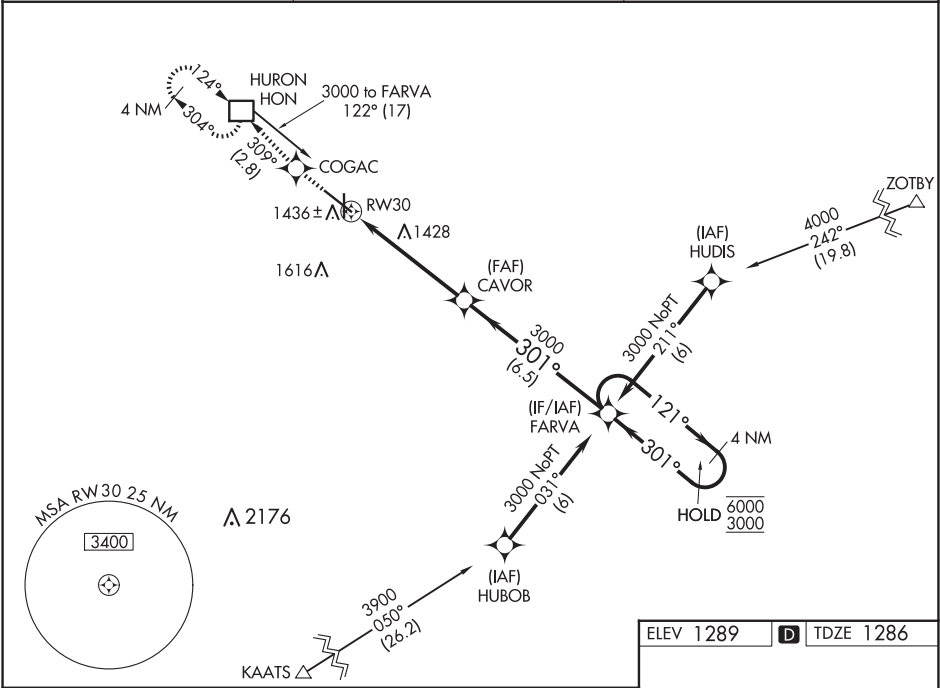 HURON
HON
124°
304°
4 NM
3000 to FARVA
122° (17)
309°
(2.8)
COGAC
1436 ±
RW30
1428
1616
(FAF)
CAVOR
ZOTBY
4000
242°
(19.8)
(IAF)
HUDIS
3000 NoPT
211°
(6)
3000
301°
(6.5)
(IF/IAF)
FARVA
121°
301°
4 NM
HOLD
6000
3000
3000 NoPT
031°
(6)
(IAF)
HUBOB
MSA RW30 25 NM
3400
2176
3900
050°
(26.2)
KAATS
ELEV 1289
D
TDZE 1286